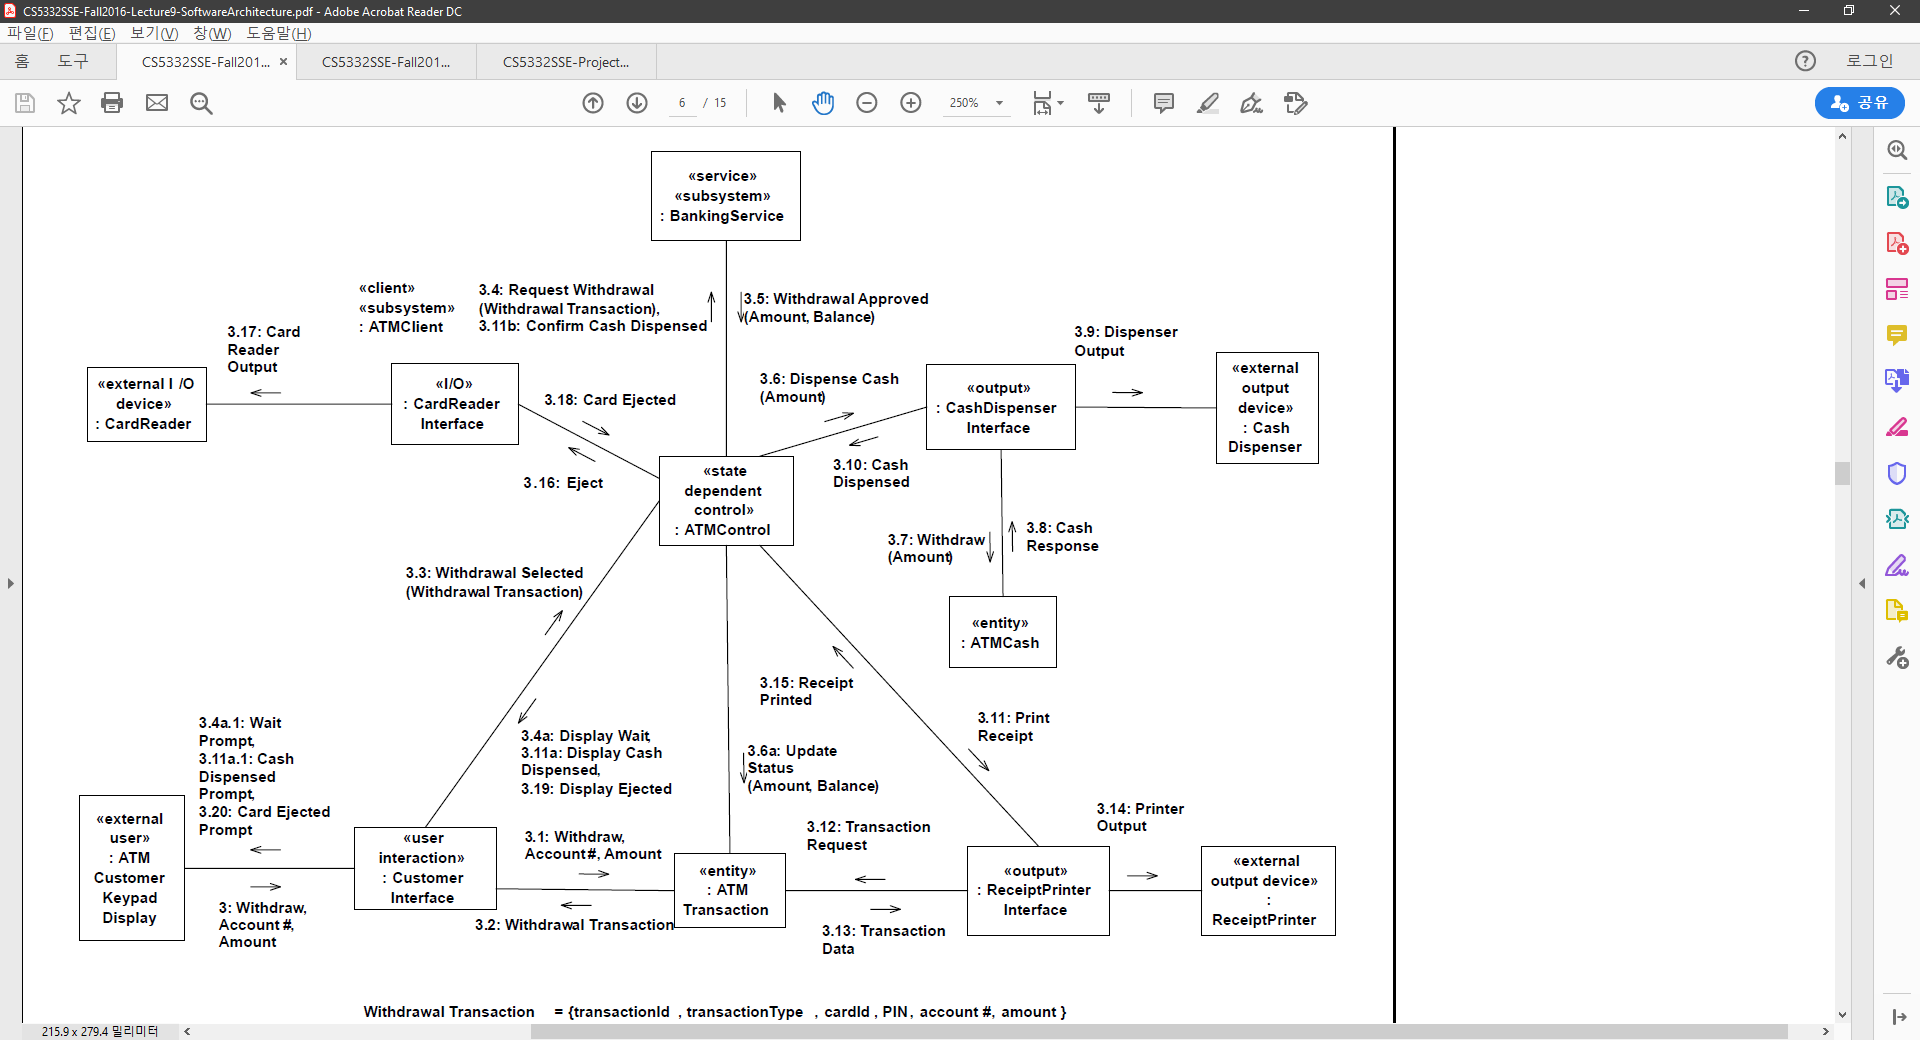 CS5332SSE-Fall2016-Lecture9-SoftwareArchitecture.pdf - Adobe Acrobat Reader DC
파일(F) 편집(E) 보기(V) 창(W) 도움말(H)
홈 도구 CS5332SSE-Fall201... × CS5332SSE-Fall201... CS5332SSE-Project... 로그인
6 / 15 250% 공유
«service»
«subsystem»
: BankingService
«client»
«subsystem»
: ATMClient
3.4: Request Withdrawal
(Withdrawal Transaction),
3.11b: Confirm Cash Dispensed
3.5: Withdrawal Approved
(Amount, Balance)
3.17: Card
Reader
Output
3.9: Dispenser
Output
«external I /O
device»
: CardReader
«I/O»
: CardReader
Interface
3.18: Card Ejected
3.16: Eject
3.6: Dispense Cash
(Amount)
«output»
: CashDispenser
Interface
«external
output
device»
: Cash
Dispenser
3.10: Cash
Dispensed
«state
dependent
control»
: ATMControl
3.7: Withdraw
(Amount)
3.8: Cash
Response
3.3: Withdrawal Selected
(Withdrawal Transaction)
«entity»
: ATMCash
3.15: Receipt
Printed
3.11: Print
Receipt
3.4a.1: Wait
Prompt,
3.11a.1: Cash
Dispensed
Prompt,
3.20: Card Ejected
Prompt
3.4a: Display Wait,
3.11a: Display Cash
Dispensed,
3.19: Display Ejected
3.6a: Update
Status
(Amount, Balance)
«external
user»
: ATM
Customer
Keypad
Display
«user
interaction»
: Customer
Interface
3.1: Withdraw,
Account#, Amount
3.12: Transaction
Request
3.14: Printer
Output
«entity»
: ATM
Transaction
«output»
: ReceiptPrinter
Interface
«external
output device»
:
ReceiptPrinter
3: Withdraw,
Account #,
Amount
3.2: Withdrawal Transaction
3.13: Transaction
Data
Withdrawal Transaction = {transactionId , transactionType , cardId , PIN, account #, amount }
215.9 x 279.4 밀리미터